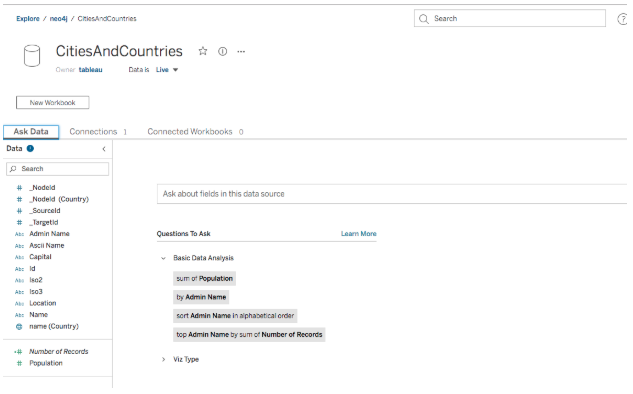 Explore / neo4j / CitiesAndCountries
Search
?
CitiesAndCountries
Owner tableau Data is Live
New Workbook
Ask Data Connections 1 Connected Workbooks 0
Data
Search
# _NodeId
# _NodeId (Country)
# _SourceId
# _TargetId
Abc Admin Name
Abc Ascii Name
Abc Capital
Abc Id
Abc Iso2
Abc Iso3
Abc Location
Abc Name
name (Country)
=# Number of Records
# Population
Ask about fields in this data source
Questions To Ask Learn More
Basic Data Analysis
sum of Population
by Admin Name
sort Admin Name in alphabetical order
top Admin Name by sum of Number of Records
Viz Type